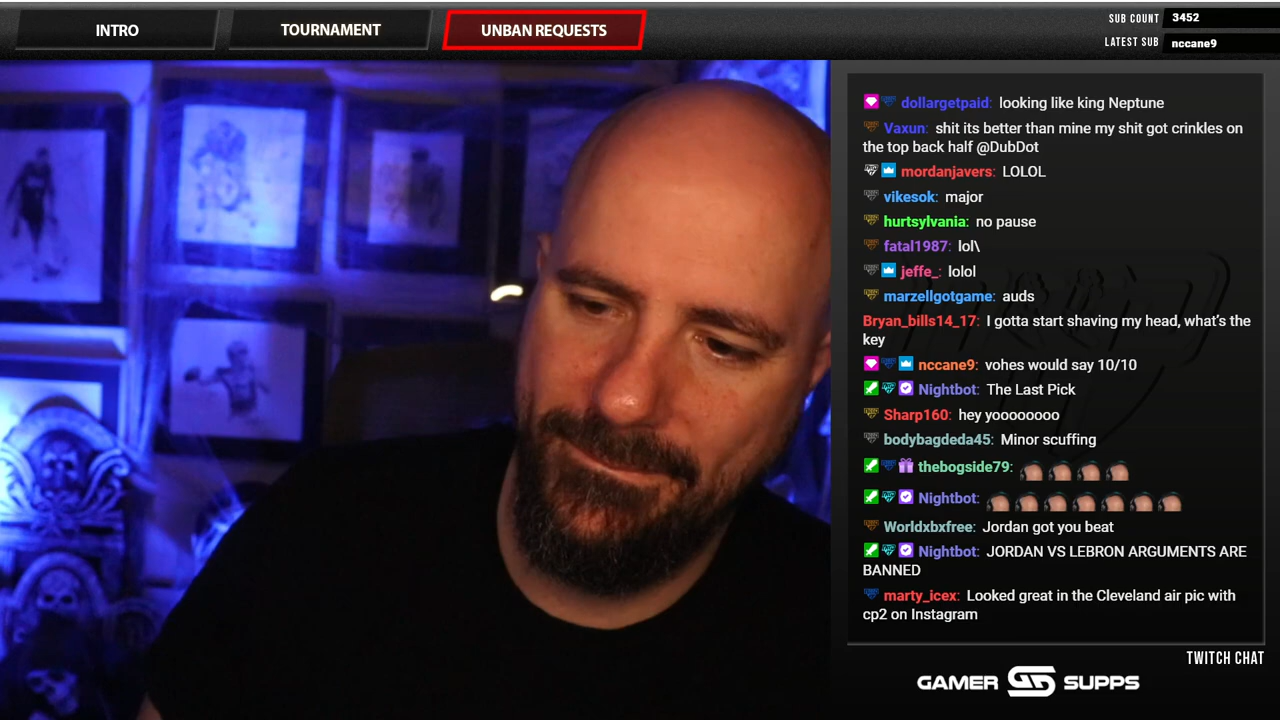 INTRO
TOURNAMENT
UNBAN REQUESTS
SUB COUNT 3452
LATEST SUB nccane9
dollargetpaid: looking like king Neptune
Vaxun: shit its better than mine my shit got crinkles on
the top back half @DubDot
mordanjavers: LOLOL
vikesok: major
hurtsylvania: no pause
fatal1987: lol\
jeffe_: lolol
marzellgotgame: auds
Bryan_bills14_17: I gotta start shaving my head, what's the
key
nccane9: vohes would say 10/10
Nightbot: The Last Pick
Sharp160: hey yoooooooo
bodybagdeda45: Minor scuffing
thebogside79:
Nightbot:
Worldxbxfree: Jordan got you beat
Nightbot: JORDAN VS LEBRON ARGUMENTS ARE
BANNED
marty_icex: Looked great in the Cleveland air pic with
cp2 on Instagram
TWITCH CHAT
GAMER GS SUPPS